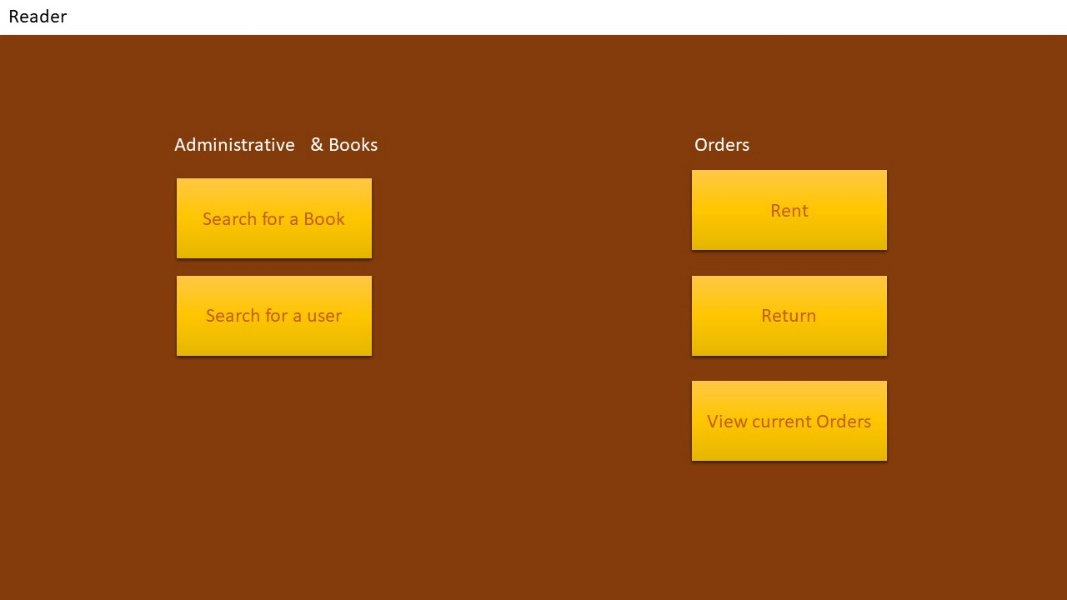 Reader
Administrative & Books
Search for a Book
Search for a user
Orders
Rent
Return
View current Orders